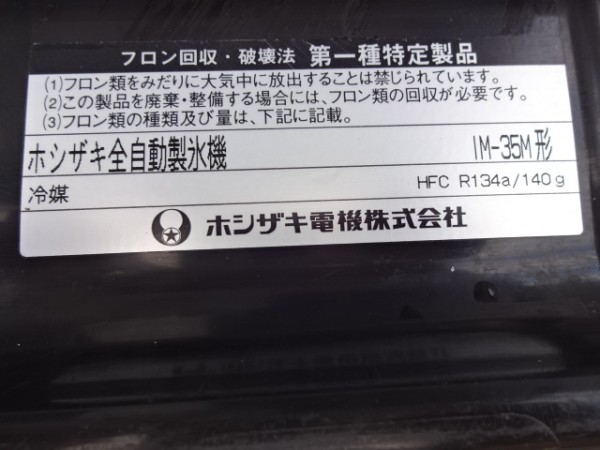 フロン回収・破壊法 第一種特定製品
(1)フロン類をみだりに大気中に放出することは禁じられています。
(2)この製品を廃棄・整備する場合には、フロン類の回収が必要です。
(3)フロン類の種類及び量は、下記に記載。
ホシザキ全自動製氷機 IM-35M形
冷媒 HFC R134a/140g
ホシザキ電機株式会社